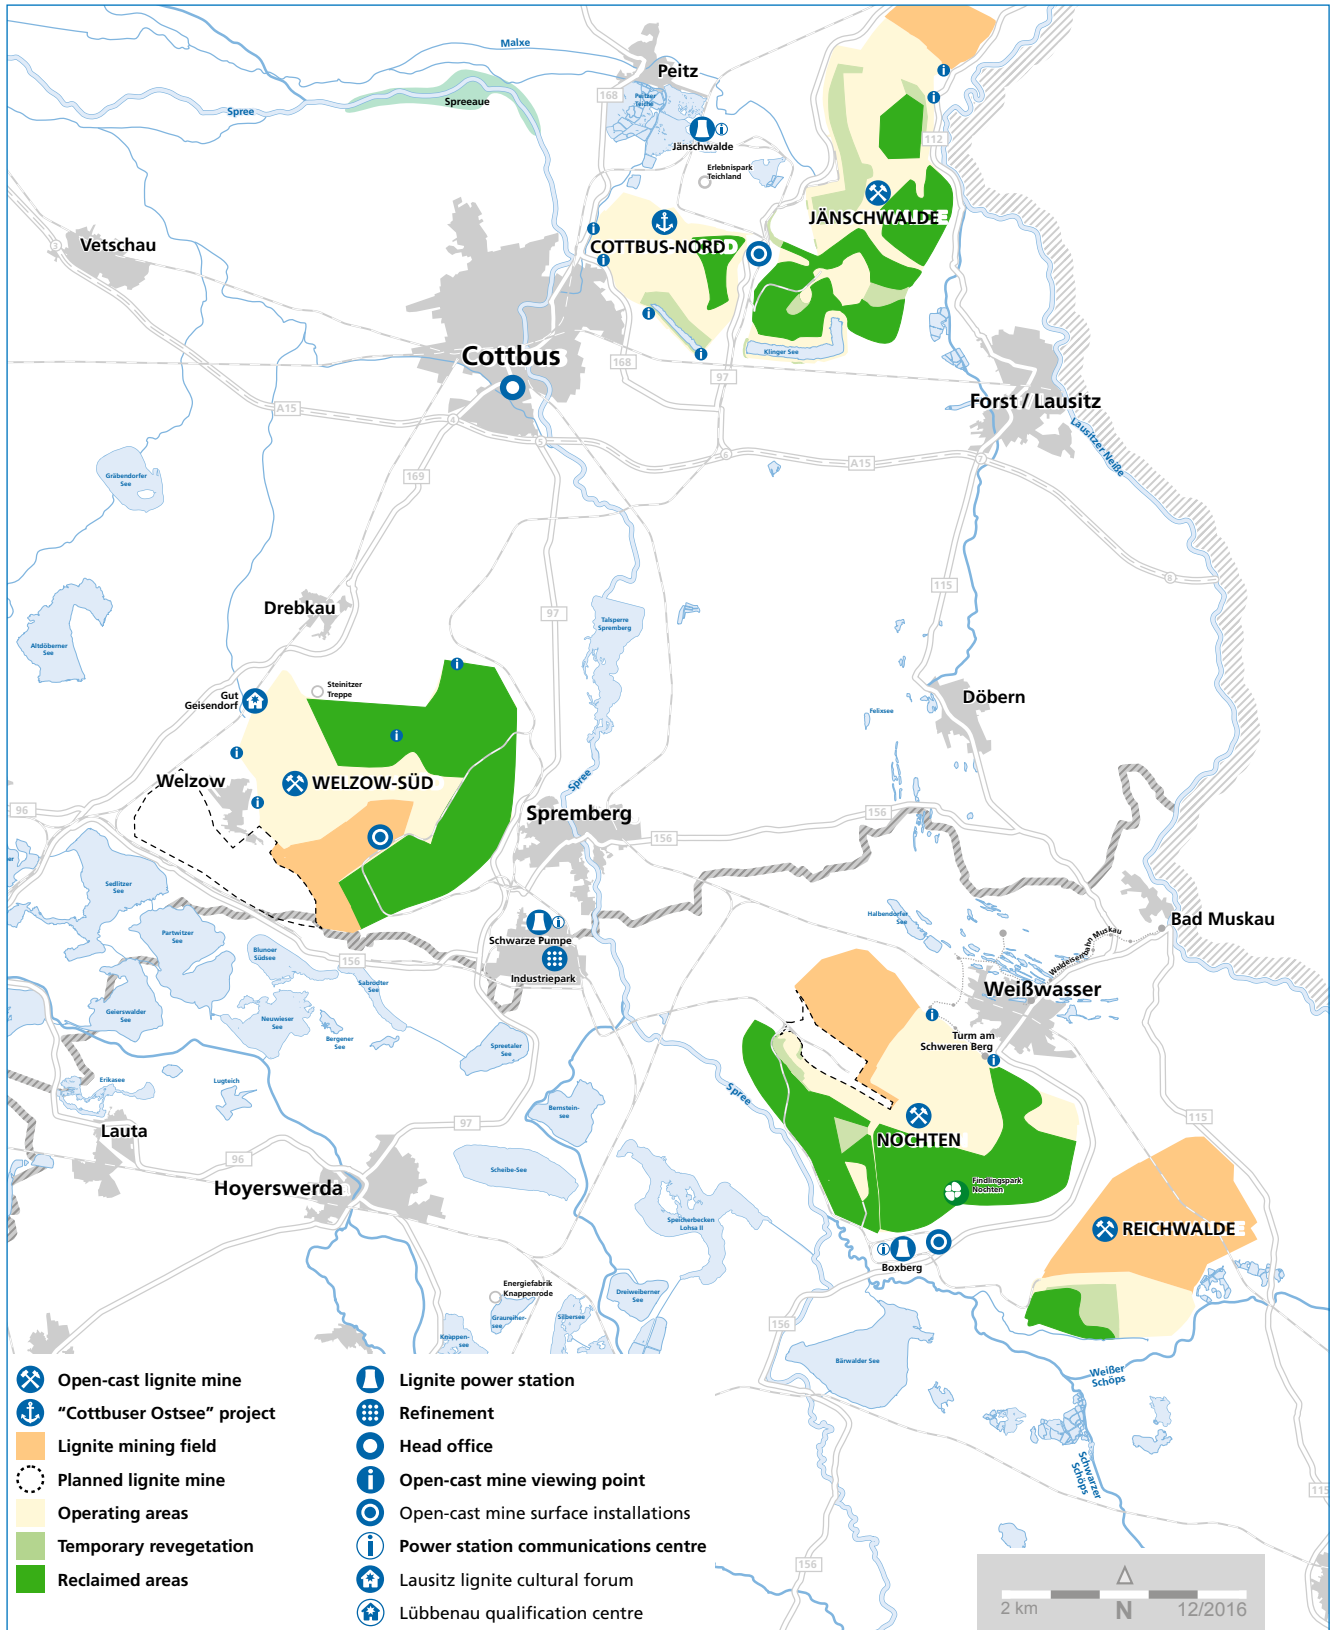 Malxe
Peitz
Spreeaue
Spree
168
Peitzer
Teiche
Jänschwalde
112
Erlebnispark
Teichland
JÄNSCHWALDE
Vetschau
3
COTTBUS-NORD
Cottbus
Klinger See
168
97
Forst / Lausitz
A15
4
5
6
A15
7
Lausitzer Neiße
Gräbendorfer
See
169
8
115
Drebkau
97
Talsperre
Spremberg
Altdöberner
See
Steinitzer
Treppe
Gut
Geisendorf
Döbern
Felixsee
Welzow
WELZOW-SÜD
Spree
96
Spremberg
156
156
Sedlitzer
See
Halbendorfer
See
Bad Muskau
Partwitzer
See
Schwarze Pumpe
Waldeisenbahn Muskau
Blunoer
Südsee
156
Industriepark
Sabrodter
See
Weißwasser
Geierswalder
See
Neuwieser
See
Bergener
See
Turm am
Schweren Berg
Spreetaler
See
Erikasee
Lugteich
Spree
Bernstein-
see
97
115
Lauta
NOCHTEN
96
Scheibe-See
Hoyerswerda
Findlingspark
Nochten
Speicherbecken
Lohsa II
REICHWALDE
Boxberg
Energiefabrik
Knappenrode
Dreiweiberner
See
Graureiher-
see
Silbersee
156
Knappen-
see
Bärwalder See
Weißer
Schöps
Schwarzer
Schöps
115
156
Open-cast lignite mine
“Cottbuser Ostsee” project
Lignite mining field
Planned lignite mine
Operating areas
Temporary revegetation
Reclaimed areas
Lignite power station
Refinement
Head office
Open-cast mine viewing point
Open-cast mine surface installations
Power station communications centre
Lausitz lignite cultural forum
Lübbenau qualification centre
2 km
N
12/2016